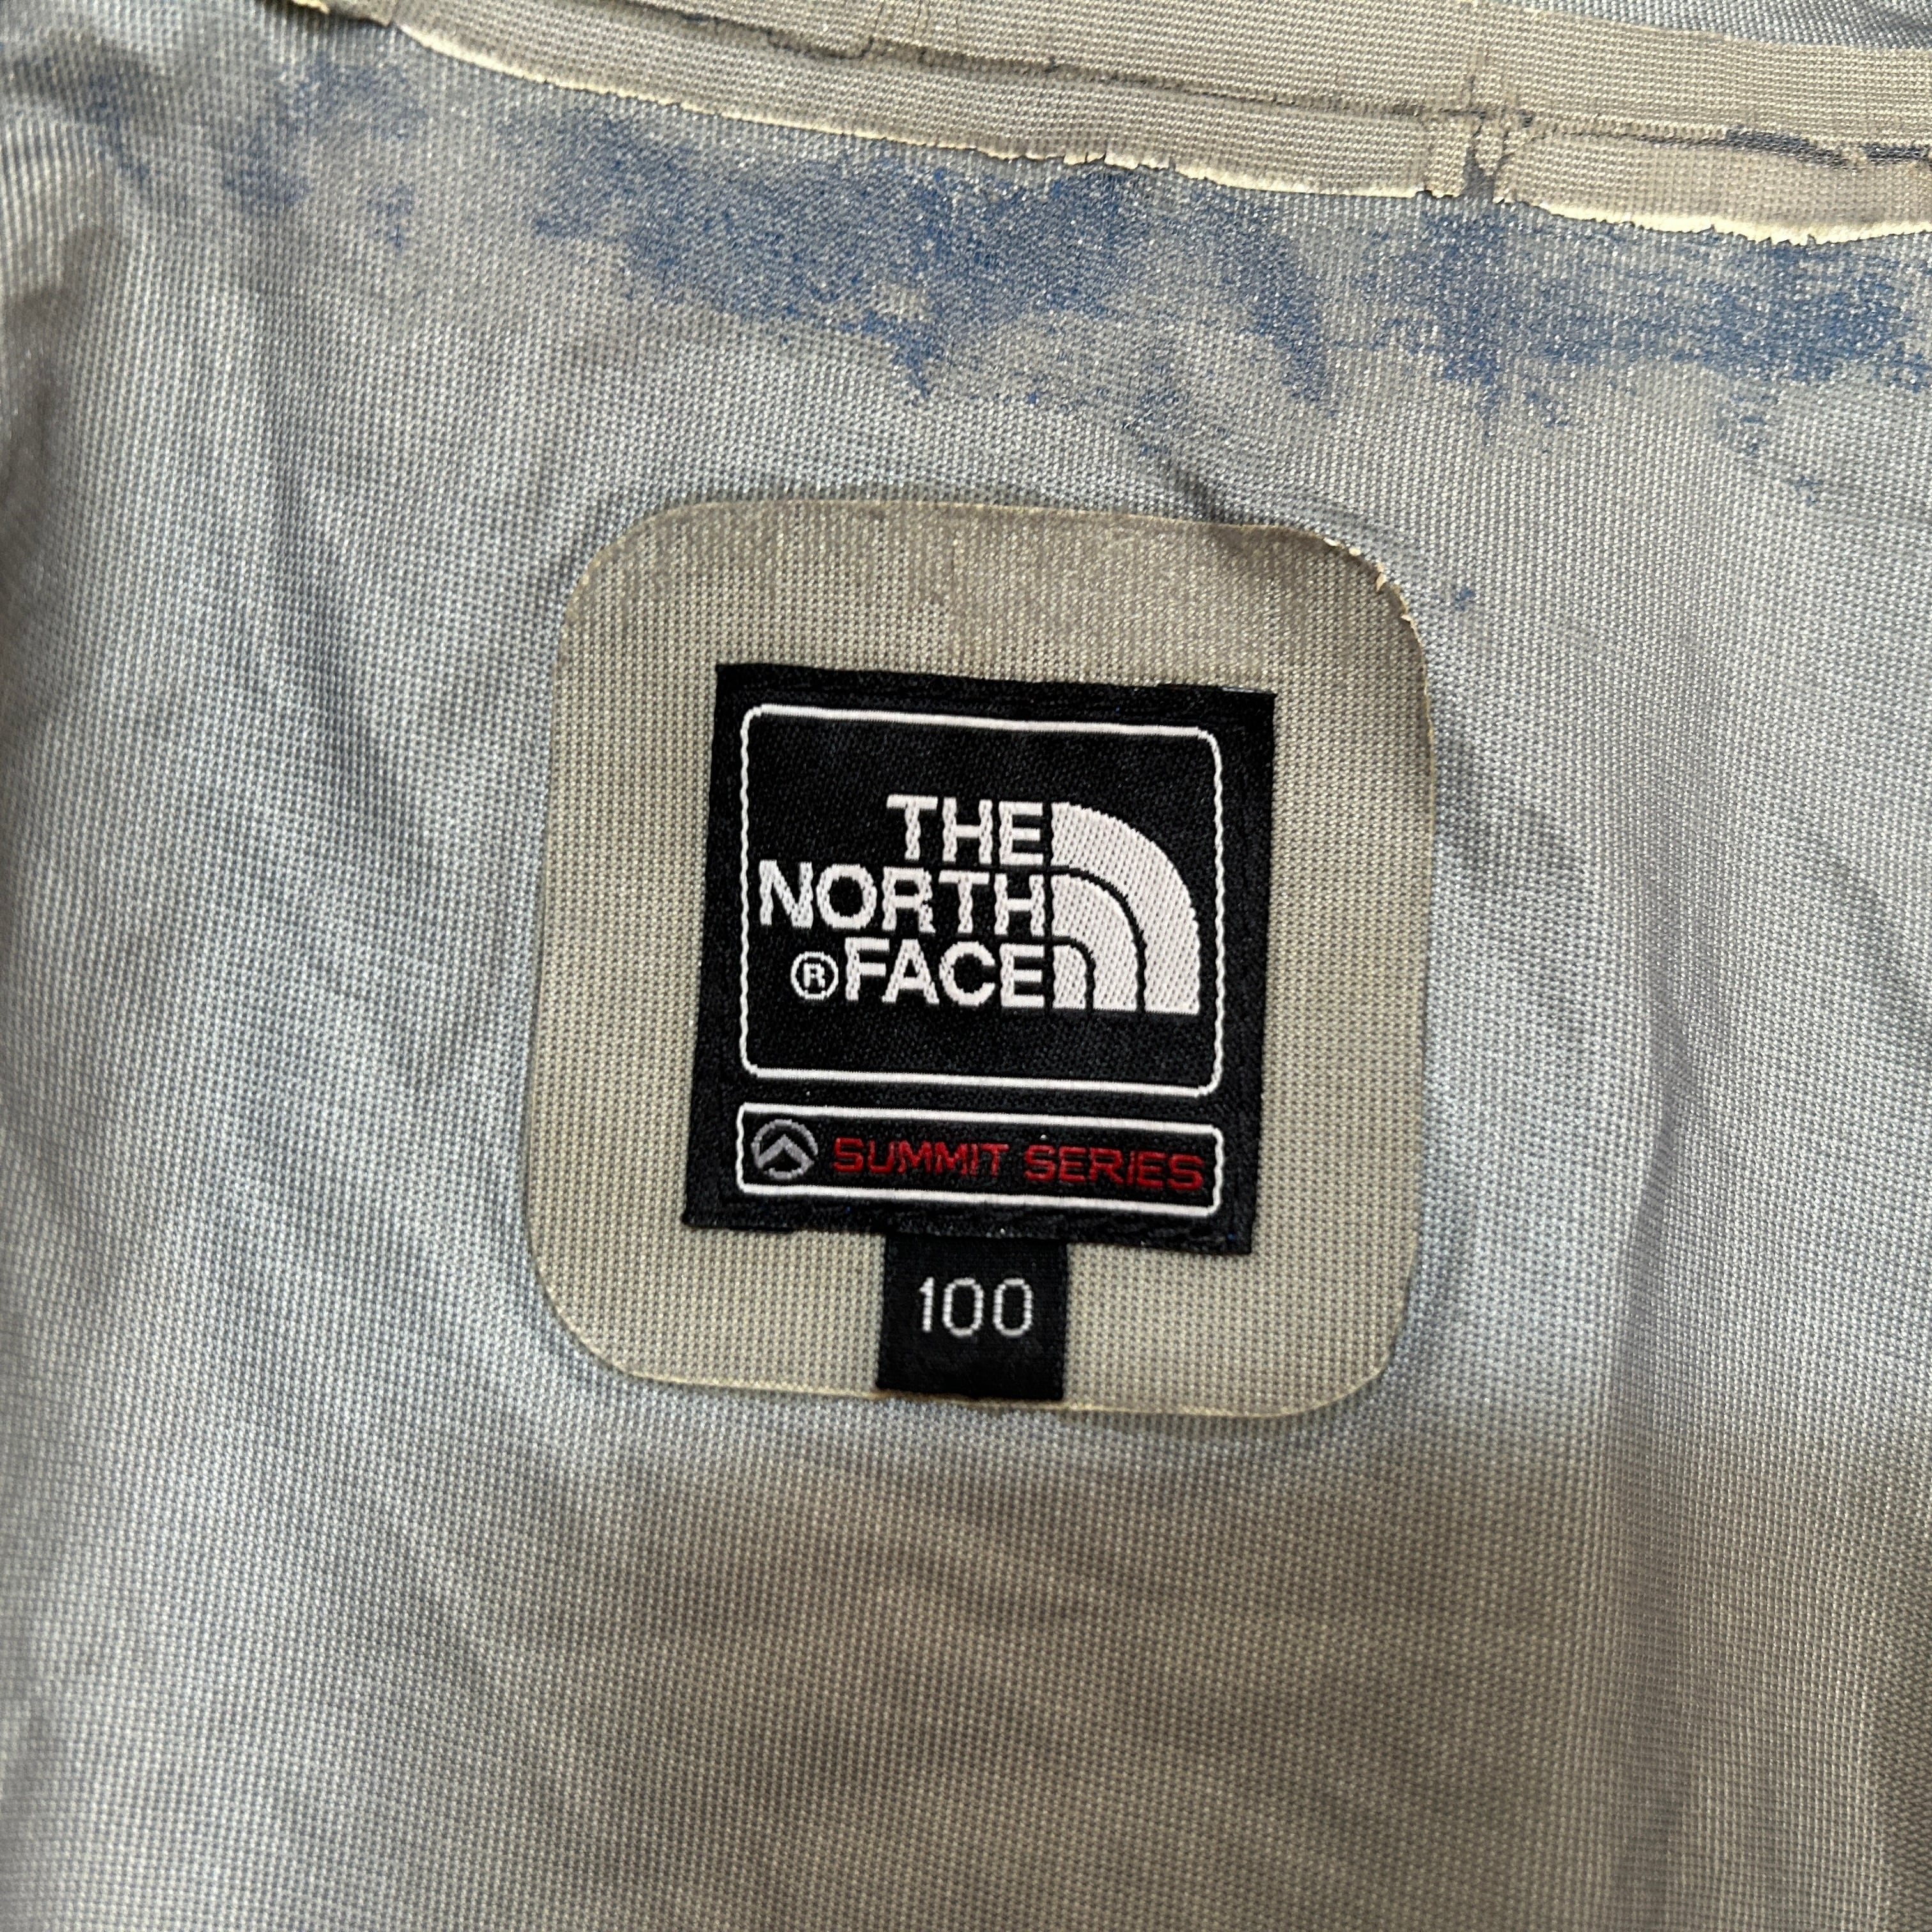 THE
NORTH
®FACE
SUMMIT SERIES
100